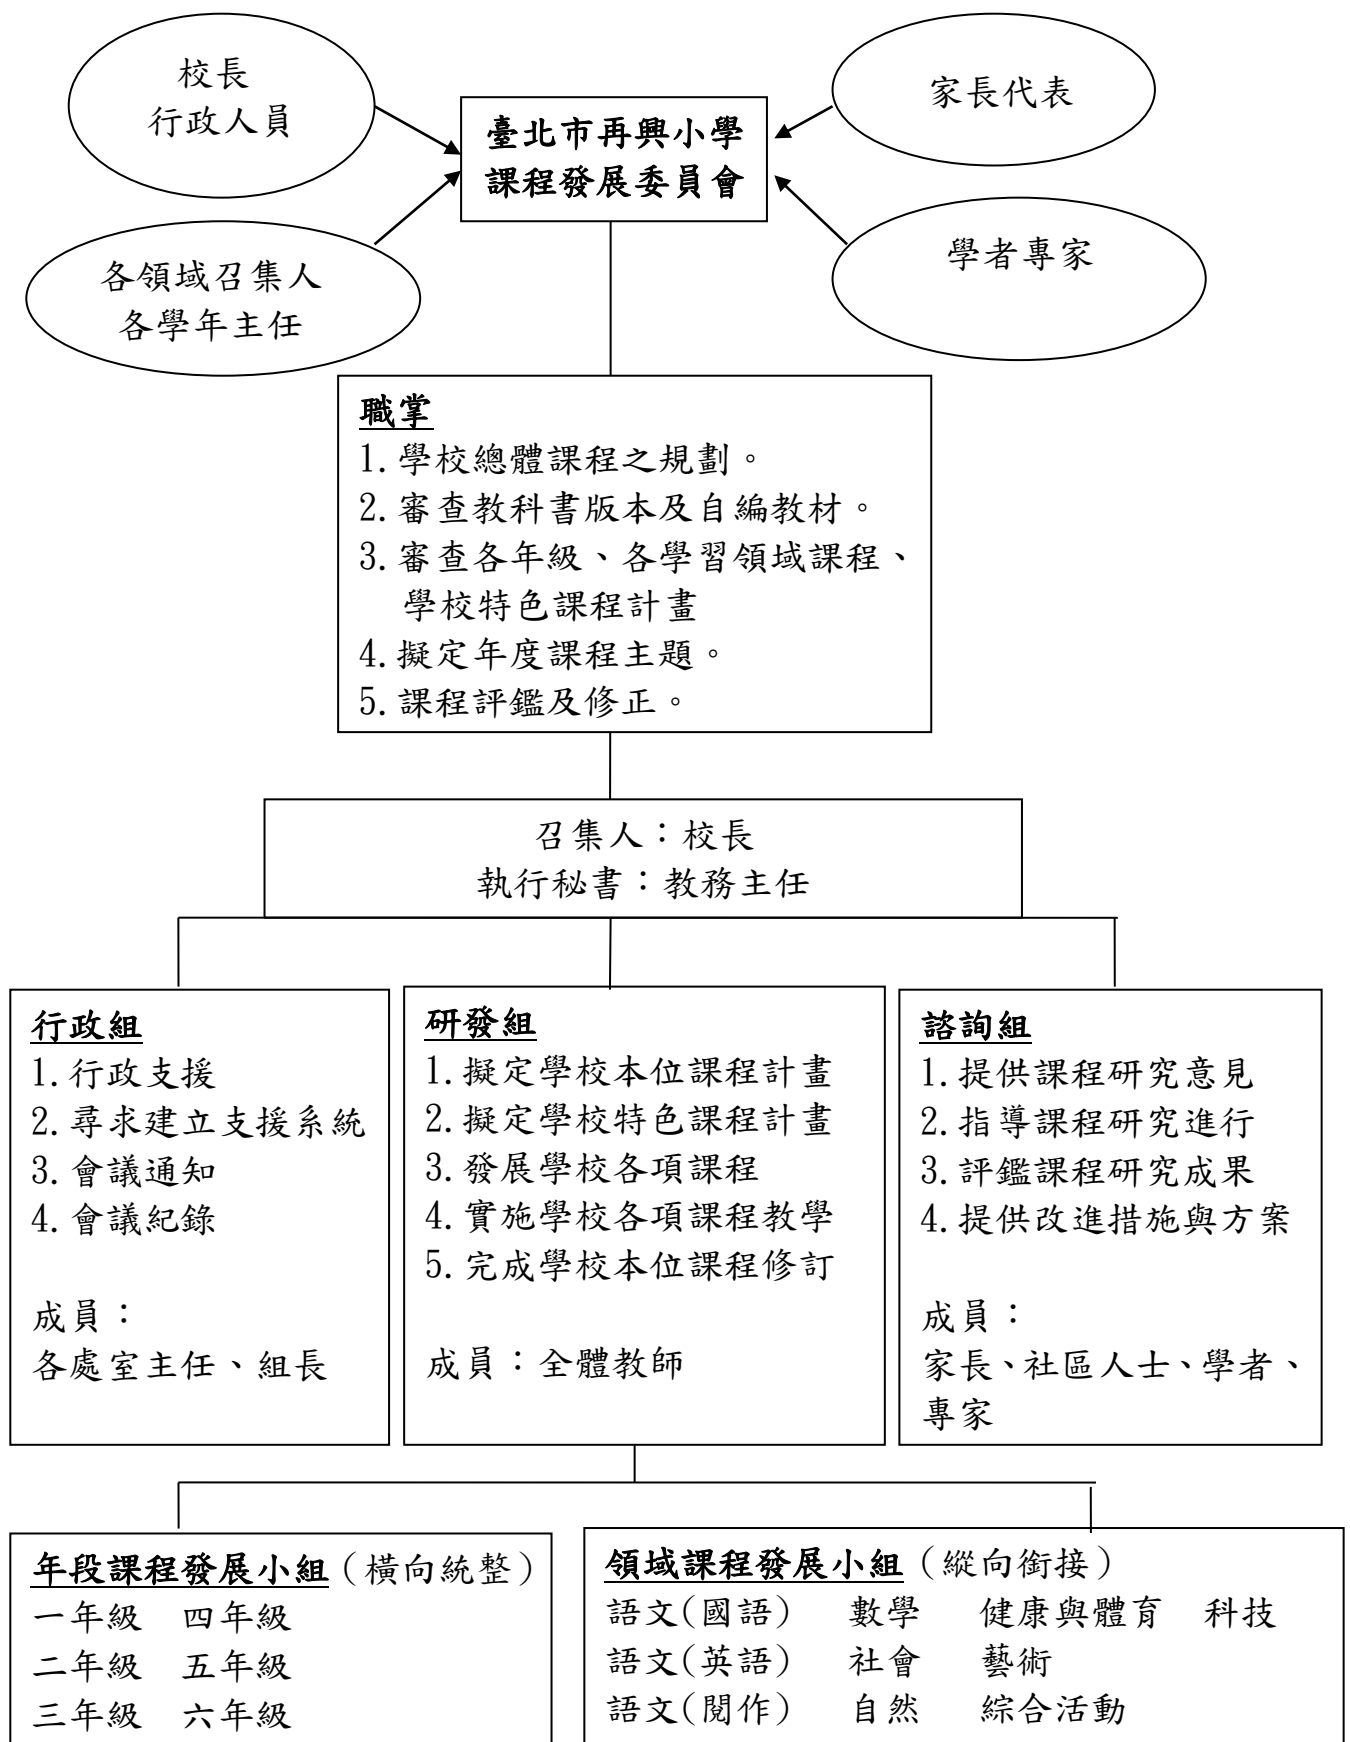 校長
行政人員
家長代表
臺北市再興小學
課程發展委員會
各領域召集人
各學年主任
學者專家
職掌
1.學校總體課程之規劃。
2.審查教科書版本及自編教材。
3.審查各年級、各學習領域課程、
學校特色課程計畫
4.擬定年度課程主題。
5.課程評鑑及修正。
召集人：校長
執行秘書：教務主任
行政組
1.行政支援
2.尋求建立支援系統
3.會議通知
4.會議紀錄
成員：
各處室主任、組長
研發組
1.擬定學校本位課程計畫
2.擬定學校特色課程計畫
3.發展學校各項課程
4.實施學校各項課程教學
5.完成學校本位課程修訂
成員：全體教師
諮詢組
1.提供課程研究意見
2.指導課程研究進行
3.評鑑課程研究成果
4.提供改進措施與方案
成員：
家長、社區人士、學者、
專家
年段課程發展小組（橫向統整）
一年級　四年級
二年級　五年級
三年級　六年級
領域課程發展小組（縱向銜接）
語文(國語)　數學　健康與體育　科技
語文(英語)　社會　藝術
語文(閱作)　自然　綜合活動